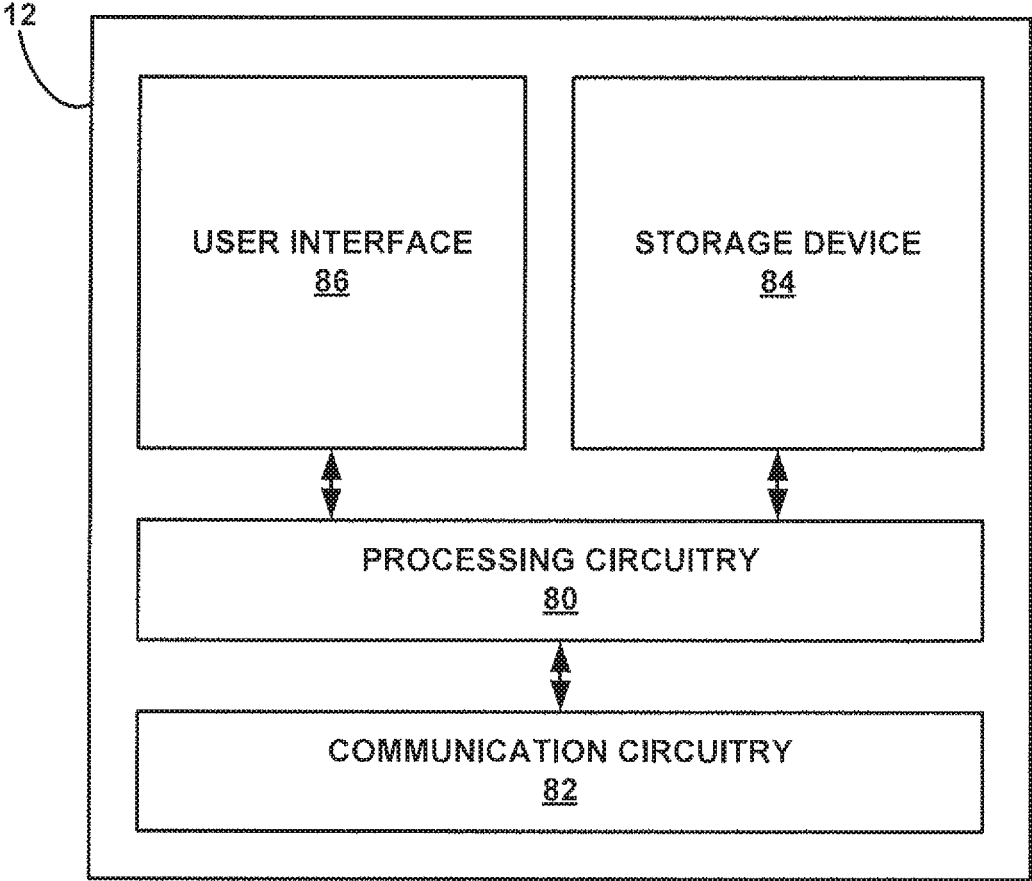 12
USER INTERFACE
86
STORAGE DEVICE
84
PROCESSING CIRCUITRY
80
COMMUNICATION CIRCUITRY
82